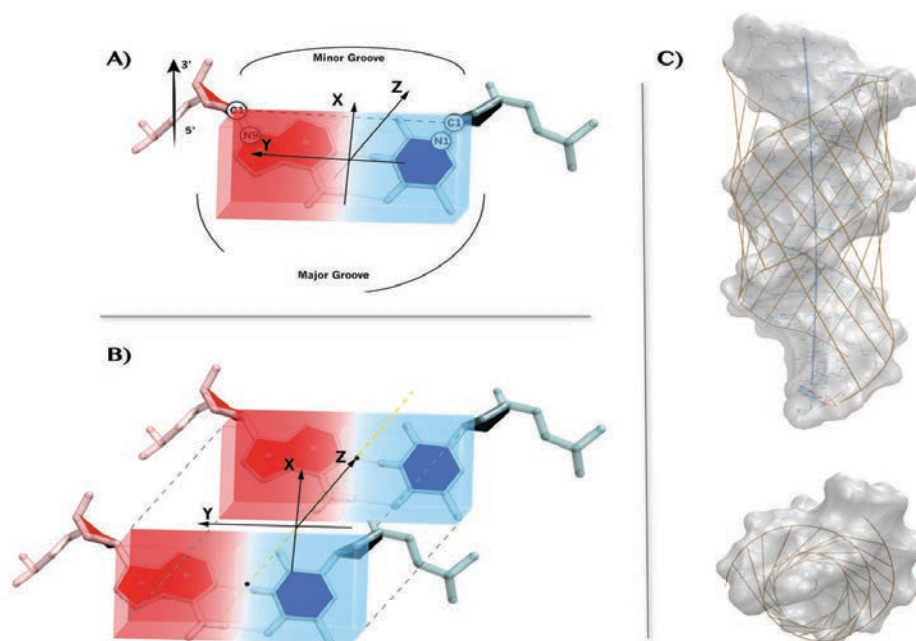 A)
3'
5'
Minor Groove
X
Z
C1
C1
N9
N1
Y
Major Groove
B)
X
Z
Y
C)